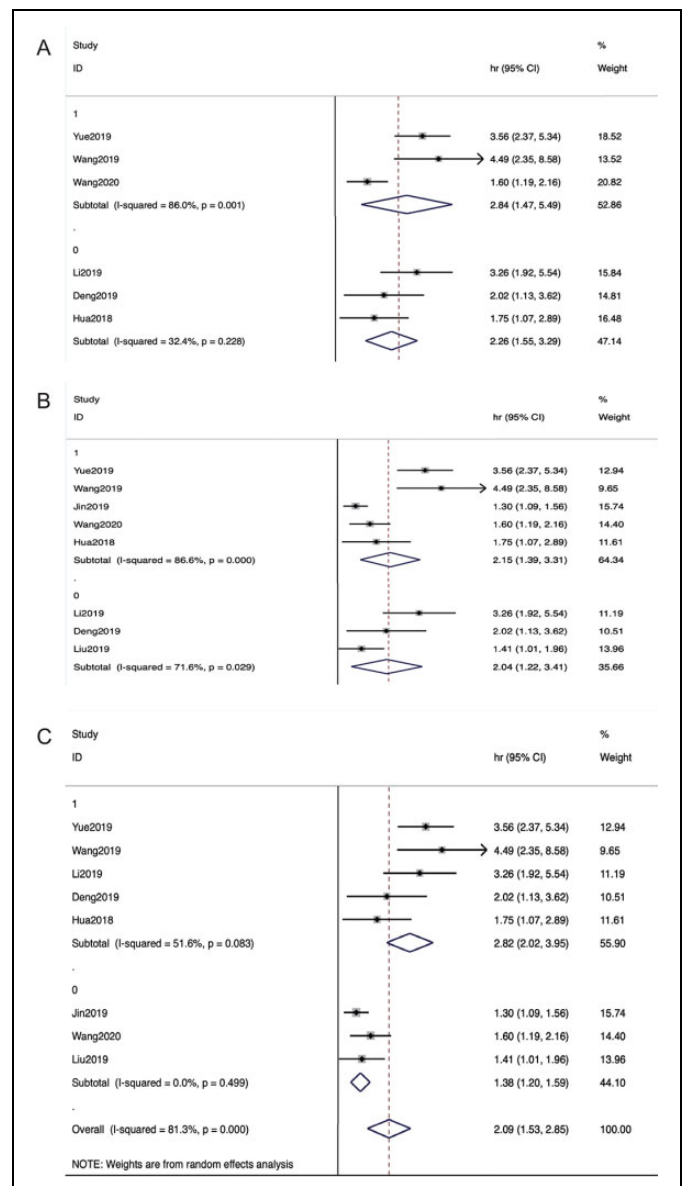 A
Study %
ID hr (95% CI) Weight
1
Yue2019 3.56 (2.37, 5.34) 18.52
Wang2019 4.49 (2.35, 8.58) 13.52
Wang2020 1.60 (1.19, 2.16) 20.82
Subtotal (I-squared = 86.0%, p = 0.001) 2.84 (1.47, 5.49) 52.86
.
0
Li2019 3.26 (1.92, 5.54) 15.84
Deng2019 2.02 (1.13, 3.62) 14.81
Hua2018 1.75 (1.07, 2.89) 16.48
Subtotal (I-squared = 32.4%, p = 0.228) 2.26 (1.55, 3.29) 47.14
B
Study %
ID hr (95% CI) Weight
1
Yue2019 3.56 (2.37, 5.34) 12.94
Wang2019 4.49 (2.35, 8.58) 9.65
Jin2019 1.30 (1.09, 1.56) 15.74
Wang2020 1.60 (1.19, 2.16) 14.40
Hua2018 1.75 (1.07, 2.89) 11.61
Subtotal (I-squared = 86.6%, p = 0.000) 2.15 (1.39, 3.31) 64.34
.
0
Li2019 3.26 (1.92, 5.54) 11.19
Deng2019 2.02 (1.13, 3.62) 10.51
Liu2019 1.41 (1.01, 1.96) 13.96
Subtotal (I-squared = 71.6%, p = 0.029) 2.04 (1.22, 3.41) 35.66
C
Study %
ID hr (95% CI) Weight
1
Yue2019 3.56 (2.37, 5.34) 12.94
Wang2019 4.49 (2.35, 8.58) 9.65
Li2019 3.26 (1.92, 5.54) 11.19
Deng2019 2.02 (1.13, 3.62) 10.51
Hua2018 1.75 (1.07, 2.89) 11.61
Subtotal (I-squared = 51.6%, p = 0.083) 2.82 (2.02, 3.95) 55.90
.
0
Jin2019 1.30 (1.09, 1.56) 15.74
Wang2020 1.60 (1.19, 2.16) 14.40
Liu2019 1.41 (1.01, 1.96) 13.96
Subtotal (I-squared = 0.0%, p = 0.499) 1.38 (1.20, 1.59) 44.10
.
Overall (I-squared = 81.3%, p = 0.000) 2.09 (1.53, 2.85) 100.00
NOTE: Weights are from random effects analysis